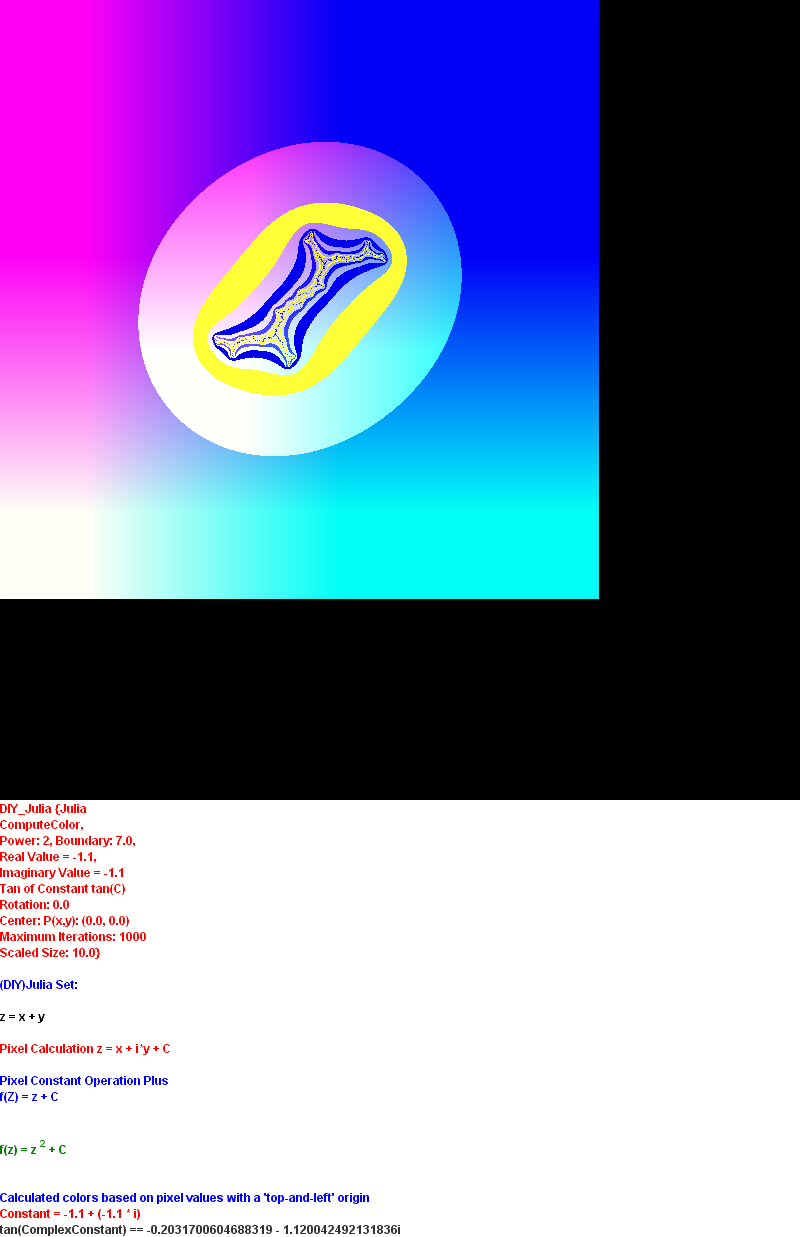 DIY_Julia {Julia
ComputeColor,
Power: 2, Boundary: 7.0,
Real Value = -1.1,
Imaginary Value = -1.1
Tan of Constant tan(C)
Rotation: 0.0
Center: P(x,y): (0.0, 0.0)
Maximum Iterations: 1000
Scaled Size: 10.0}
(DIY)Julia Set:
z = x + y
Pixel Calculation z = x + i*y + C
Pixel Constant Operation Plus
f(Z) = z + C
f(z) = z 2 + C
Calculated colors based on pixel values with a 'top-and-left' origin
Constant = -1.1 + (-1.1 * i)
tan(ComplexConstant) == -0.2031700604688319 - 1.120042492131836i